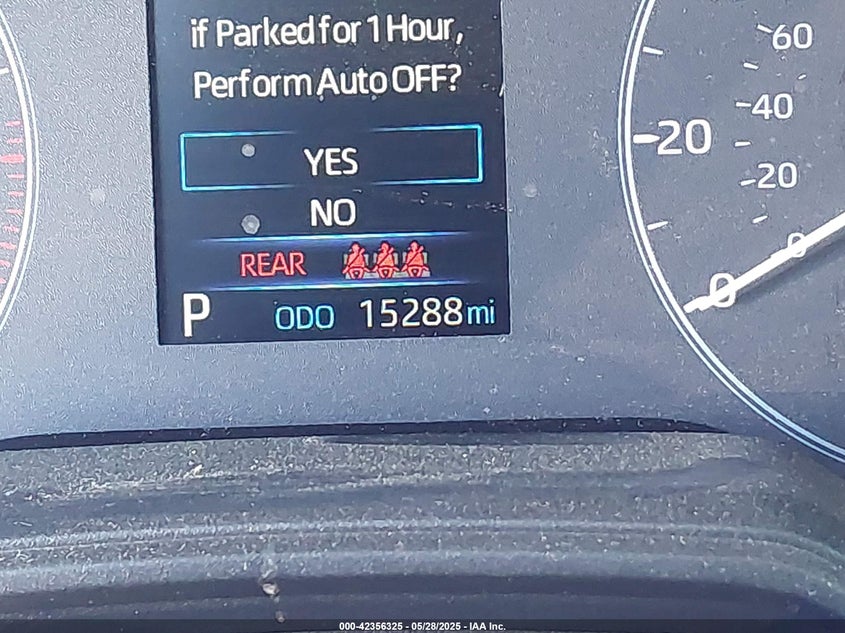 if Parked for 1 Hour,
Perform Auto OFF?
YES
NO
REAR
P ODO 15288 mi
60
40
20
20
0
0
000-42356325 - 05/28/2025 - IAA Inc.